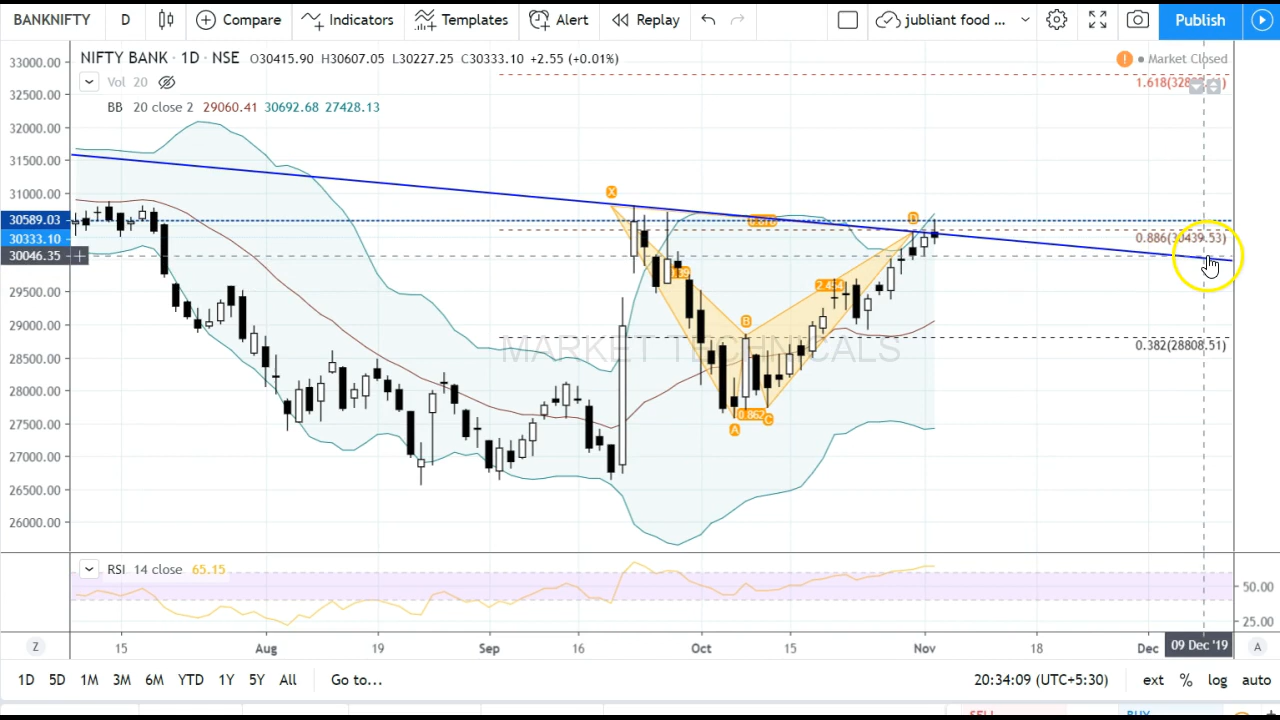 BANKNIFTY D Compare Indicators Templates Alert Replay jubliant food ... Publish
33000.00 NIFTY BANK · 1D · NSE O30415.90 H30607.05 L30227.25 C30333.10 +2.55 (+0.01%) ! Market Closed
Vol 20
32500.00
BB 20 close 2 29060.41 30692.68 27428.13
32000.00
31500.00
31000.00 X
30589.03 D
30333.10 0.886(30439.53)
30046.35
29500.00
29000.00 B
28500.00 MARKET TECHNICALS 0.382(28808.51)
28000.00
27500.00 A 0.862 C
27000.00
26500.00
26000.00
RSI 14 close 65.15
50.00
25.00
Z 15 Aug 19 Sep 16 Oct 15 Nov 18 Dec 09 Dec '19 A
1D 5D 1M 3M 6M YTD 1Y 5Y All Go to... 20:34:09 (UTC+5:30) ext % log auto